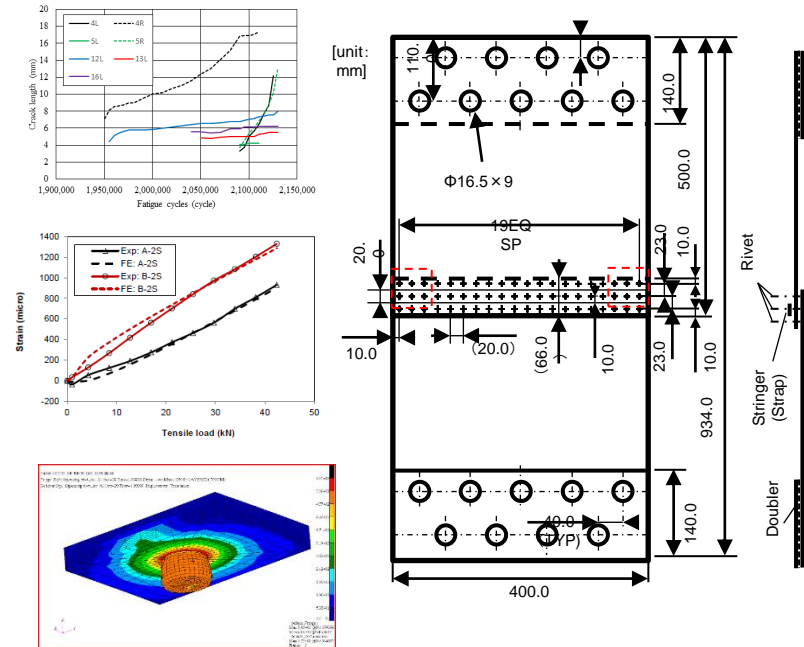 4L
4R
5L
5R
12L
13L
16L
20
18
16
14
12
10
8
6
4
2
0
Crack length (mm)
1,900,000
1,950,000
2,000,000
2,050,000
2,100,000
2,150,000
Fatigue cycles (cycle)
1400
1200
1000
800
600
400
200
0
-200
Strain (micro)
Exp: A-2S
FE: A-2S
Exp: B-2S
FE: B-2S
0
10
20
30
40
50
Tensile load (kN)
[unit:
mm]
110.
0
140.0
Φ16.5×9
500.0
19EQ
SP
20.
0
23.0
10.0
10.0
(20.0)
(66.0
)
10.0
23.0
10.0
934.0
40.0
(TYP)
140.0
400.0
Rivet
Stringer
(Strap)
Doubler